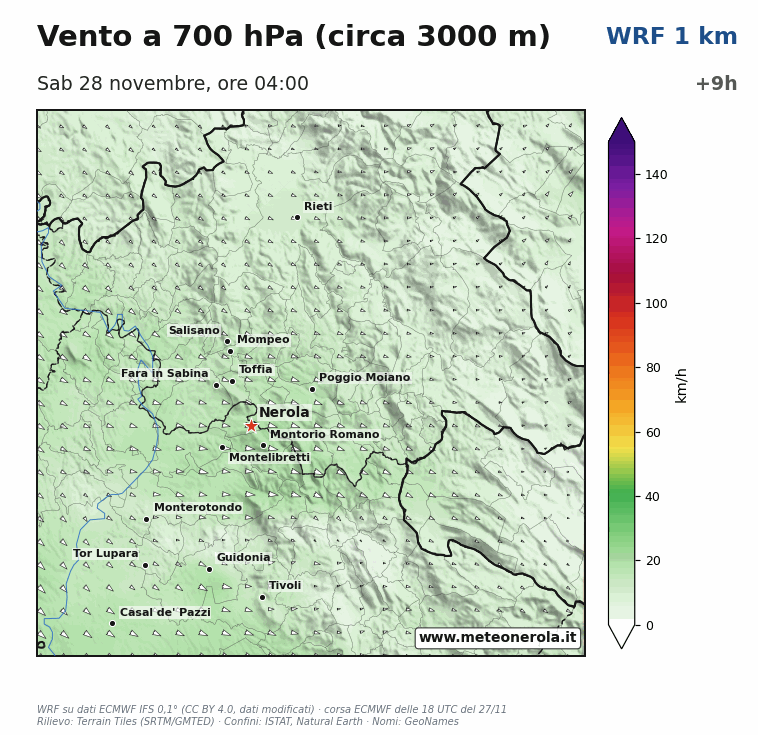 Vento a 700 hPa (circa 3000 m)
WRF 1 km
Sab 28 novembre, ore 04:00
+9h
Rieti
Salisano
Mompeo
Toffia
Fara in Sabina
Poggio Moiano
Nerola
Montorio Romano
Montelibretti
Monterotondo
Tor Lupara
Guidonia
Tivoli
Casal de' Pazzi
www.meteonerola.it
140
120
100
80
60
40
20
0
km/h
WRF su dati ECMWF IFS 0,1° (CC BY 4.0, dati modificati) · corsa ECMWF delle 18 UTC del 27/11
Rilievo: Terrain Tiles (SRTM/GMTED) · Confini: ISTAT, Natural Earth · Nomi: GeoNames